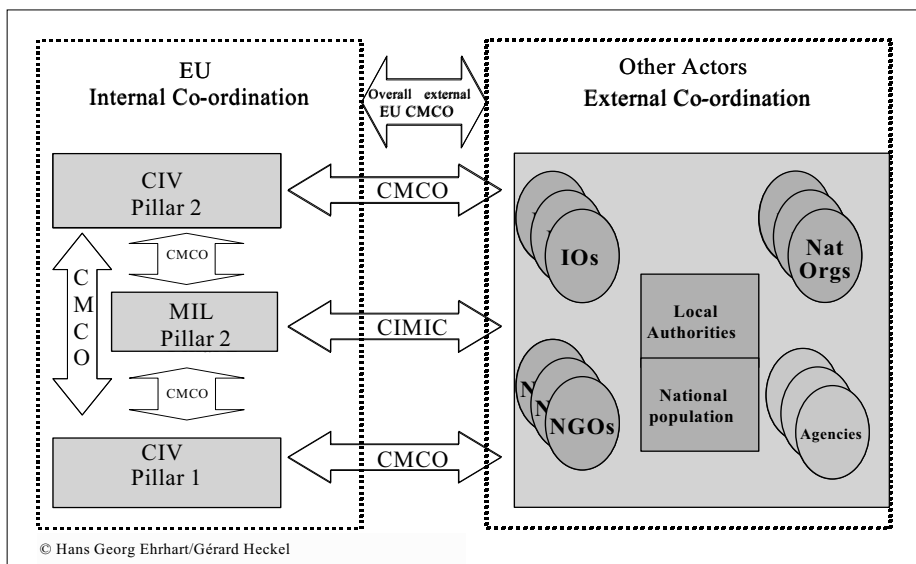 EU
Internal Co-ordination
Overall external
EU CMCO
Other Actors
External Co-ordination
CIV
Pillar 2
CMCO
CMCO
CMCO
MIL
Pillar 2
CIMIC
CMCO
CIV
Pillar 1
CMCO
IOs
Nat
Orgs
Local
Authorities
National
population
N
N
NGOs
Agencies
© Hans Georg Ehrhart/Gérard Heckel